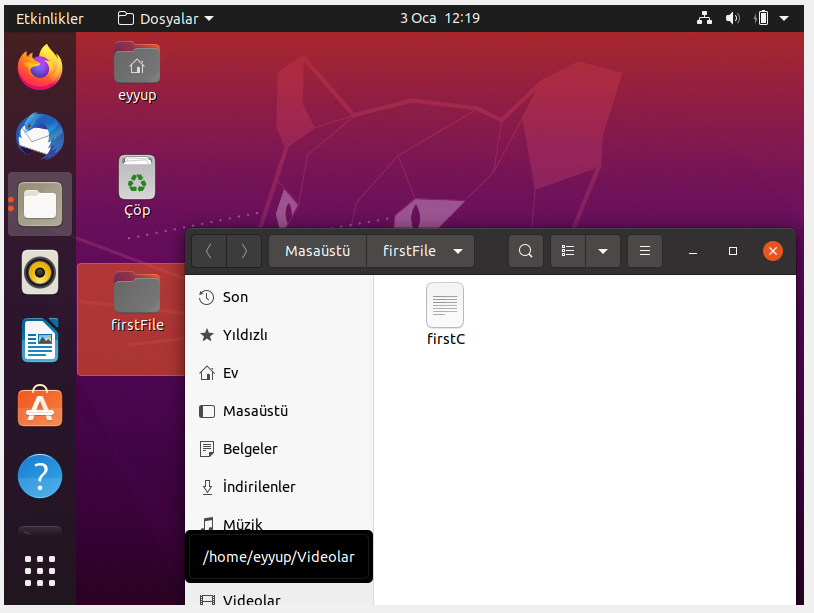 Etkinlikler
Dosyalar
3 Oca 12:19
eyyup
Çöp
firstFile
Masaüstü
firstFile
Son
Yıldızlı
Ev
Masaüstü
Belgeler
İndirilenler
Müzik
/home/eyyup/Videolar
Videolar
firstC